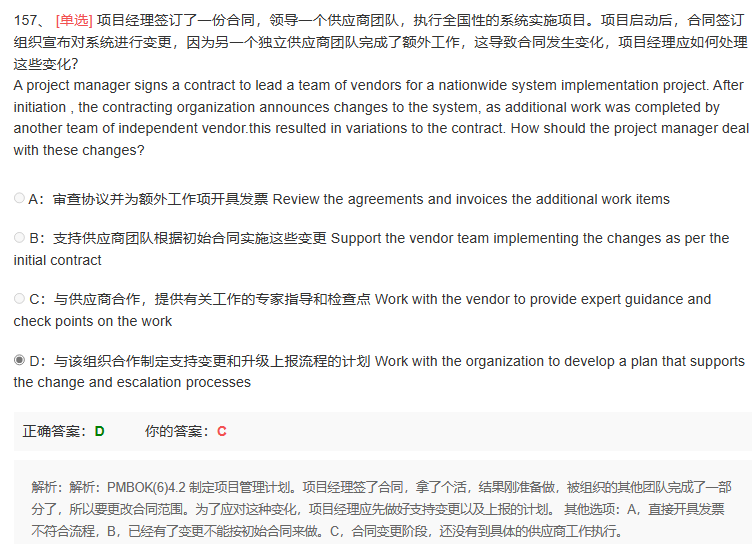 157、 [单选] 项目经理签订了一份合同，领导一个供应商团队，执行全国性的系统实施项目。项目启动后，合同签订
组织宣布对系统进行变更，因为另一个独立供应商团队完成了额外工作，这导致合同发生变化，项目经理应如何处理
这些变化？
A project manager signs a contract to lead a team of vendors for a nationwide system implementation project. After
initiation , the contracting organization announces changes to the system, as additional work was completed by
another team of independent vendor.this resulted in variations to the contract. How should the project manager deal
with these changes?
A：审查协议并为额外工作项开具发票 Review the agreements and invoices the additional work items
B：支持供应商团队根据初始合同实施这些变更 Support the vendor team implementing the changes as per the
initial contract
C：与供应商合作，提供有关工作的专家指导和检查点 Work with the vendor to provide expert guidance and
check points on the work
D：与该组织合作制定支持变更和升级上报流程的计划 Work with the organization to develop a plan that supports
the change and escalation processes
正确答案：D 你的答案：C
解析：解析：PMBOK(6)4.2 制定项目管理计划。项目经理签了合同，拿了个活，结果刚准备做，被组织的其他团队完成了一部
分了，所以要更改合同范围。为了应对这种变化，项目经理应先做好支持变更以及上报的计划。 其他选项：A，直接开具发票
不符合流程，B，已经有了变更不能按初始合同来做。C，合同变更阶段，还没有到具体的供应商工作执行。